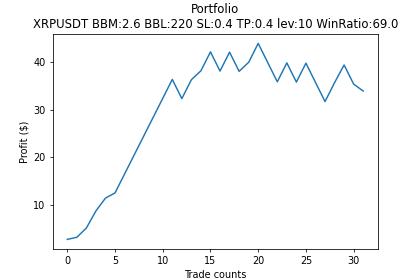 Portfolio
XRPUSDT BBM:2.6 BBL:220 SL:0.4 TP:0.4 lev:10 WinRatio:69.0
40
30
20
10
Profit ($)
0 5 10 15 20 25 30
Trade counts